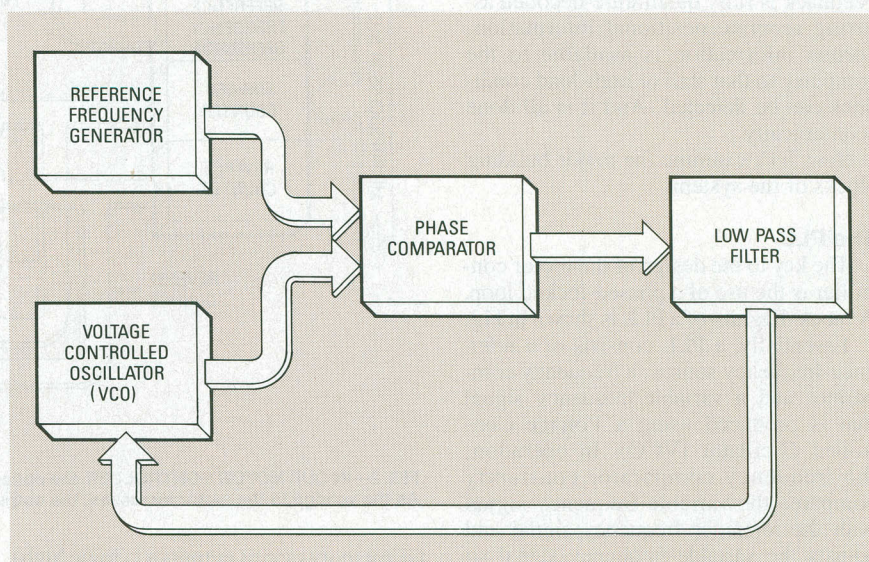 REFERENCE
FREQUENCY
GENERATOR
PHASE
COMPARATOR
LOW PASS
FILTER
VOLTAGE
CONTROLLED
OSCILLATOR
(VCO)